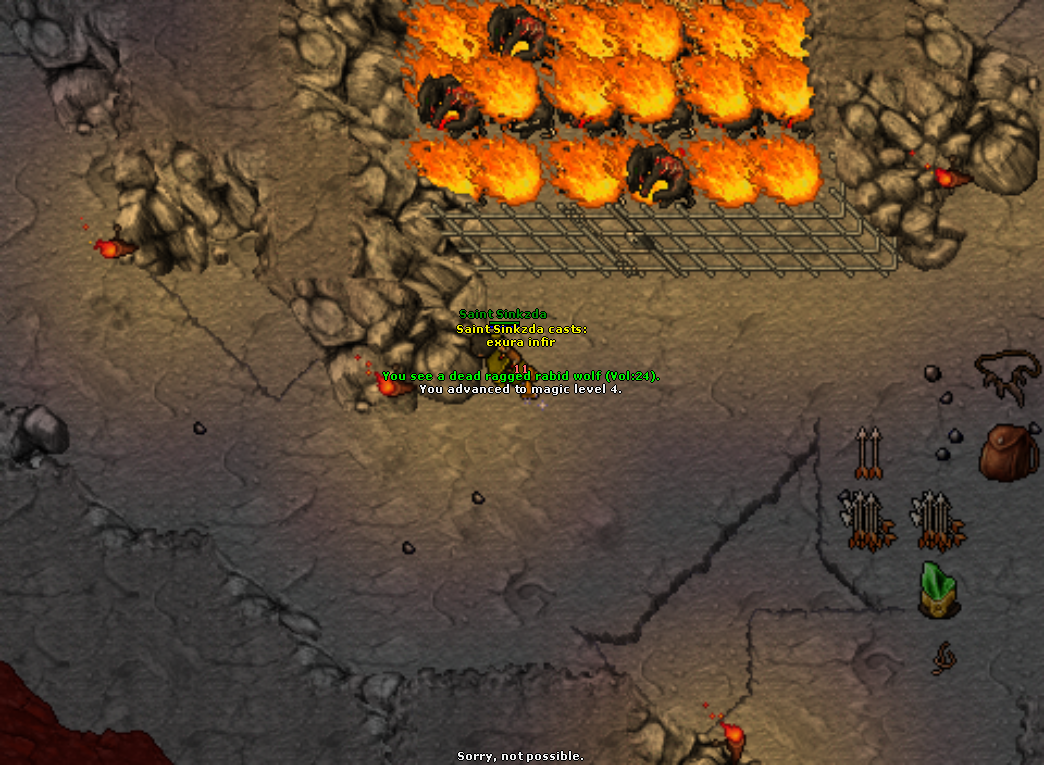 Saint Sinkzda
Saint Sinkzda casts:
exura infir
11
You see a dead ragged rabid wolf (Vol:24).
You advanced to magic level 4.
Sorry, not possible.